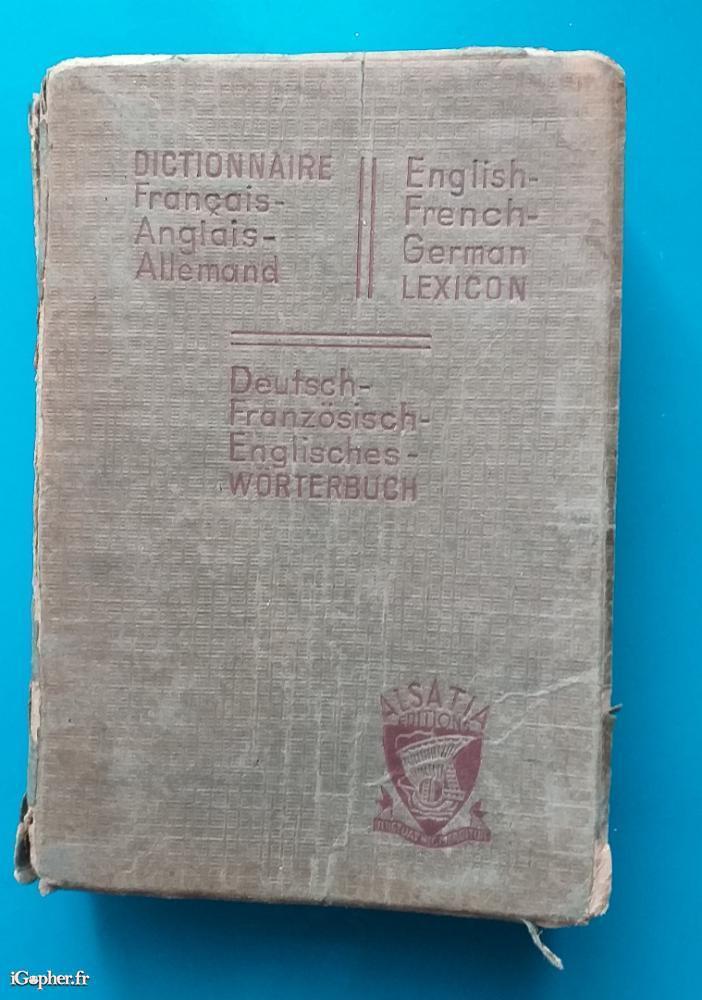 DICTIONNAIRE
Français-
Anglais-
Allemand
English-
French-
German
LEXICON
Deutsch-
Französisch-
Englisches-
WÖRTERBUCH
ALSATIA
EDITIONS
iGopher.fr